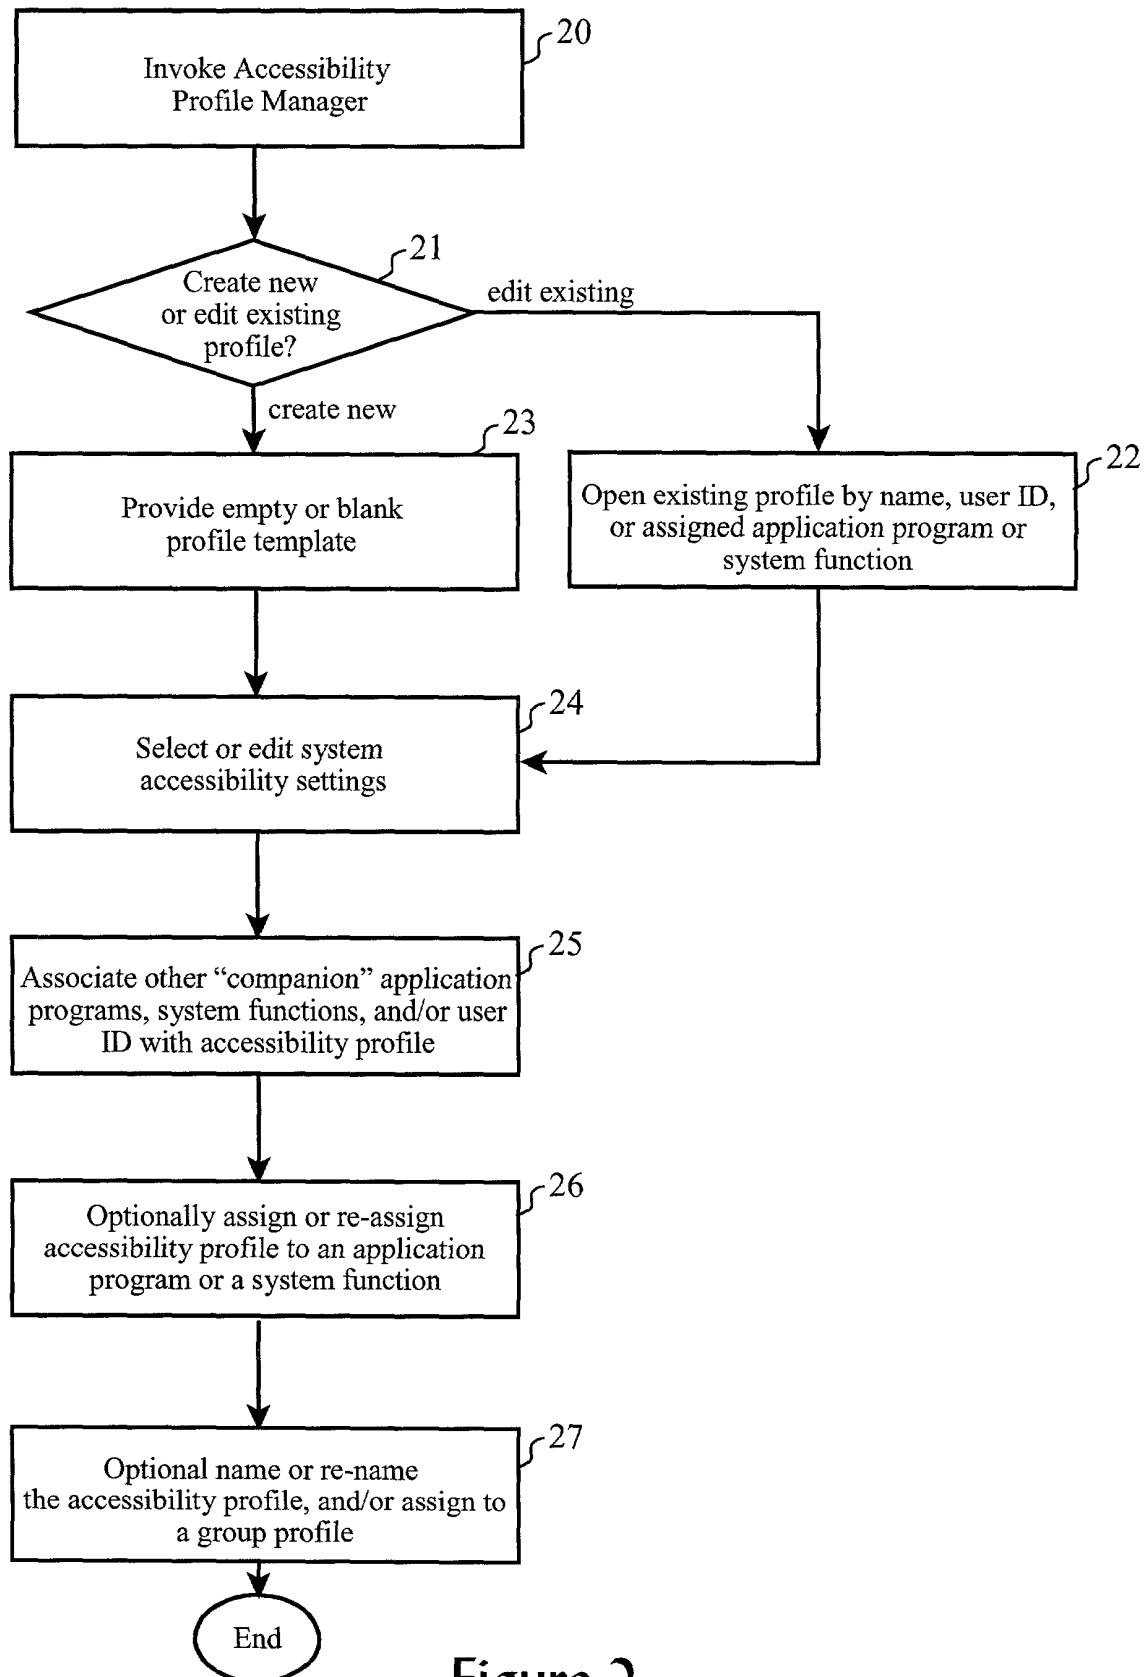 20
Invoke Accessibility
Profile Manager
21
Create new
or edit existing
profile?
edit existing
create new
23
Provide empty or blank
profile template
22
Open existing profile by name, user ID,
or assigned application program or
system function
24
Select or edit system
accessibility settings
25
Associate other “companion” application
programs, system functions, and/or user
ID with accessibility profile
26
Optionally assign or re-assign
accessibility profile to an application
program or a system function
27
Optional name or re-name
the accessibility profile, and/or assign to
a group profile
End
Figure 2